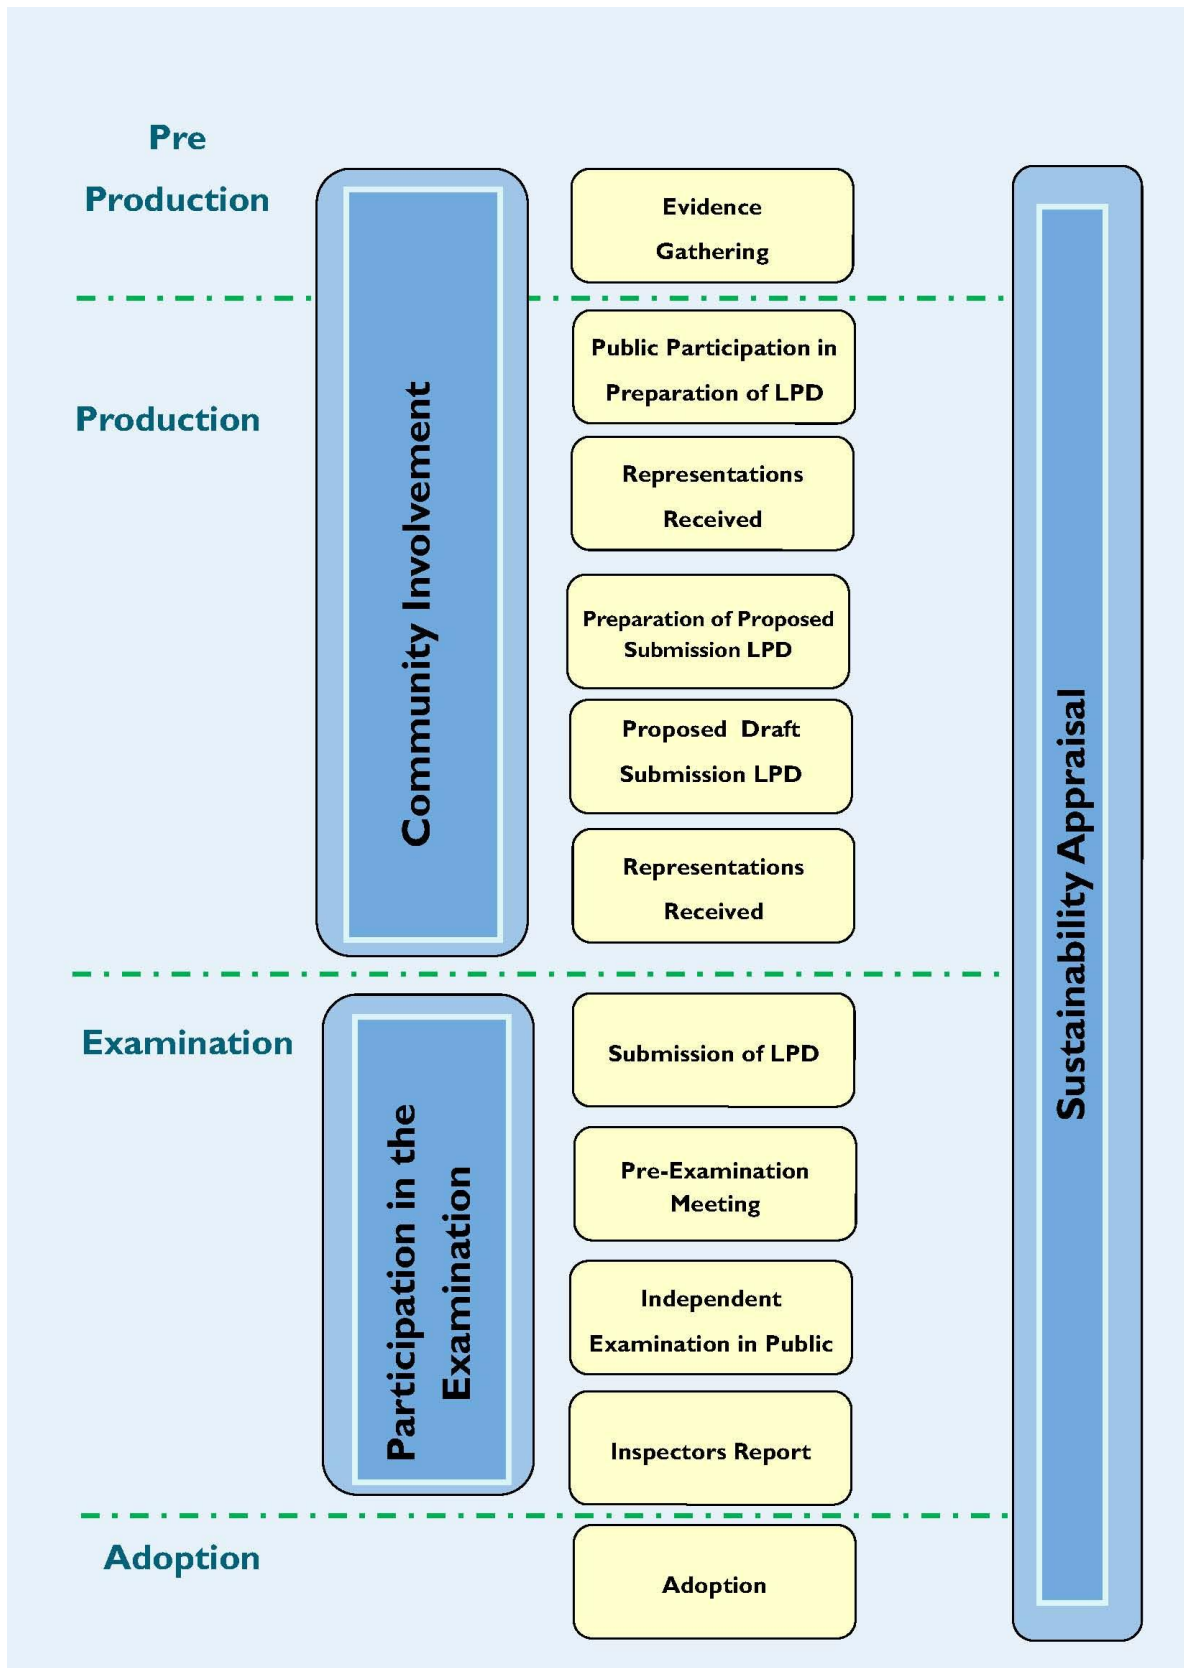 Pre
Production
Evidence
Gathering
Production
Community Involvement
Public Participation in
Preparation of LPD
Representations
Received
Preparation of Proposed
Submission LPD
Proposed Draft
Submission LPD
Representations
Received
Sustainability Appraisal
Examination
Participation in the
Examination
Submission of LPD
Pre-Examination
Meeting
Independent
Examination in Public
Inspectors Report
Adoption
Adoption